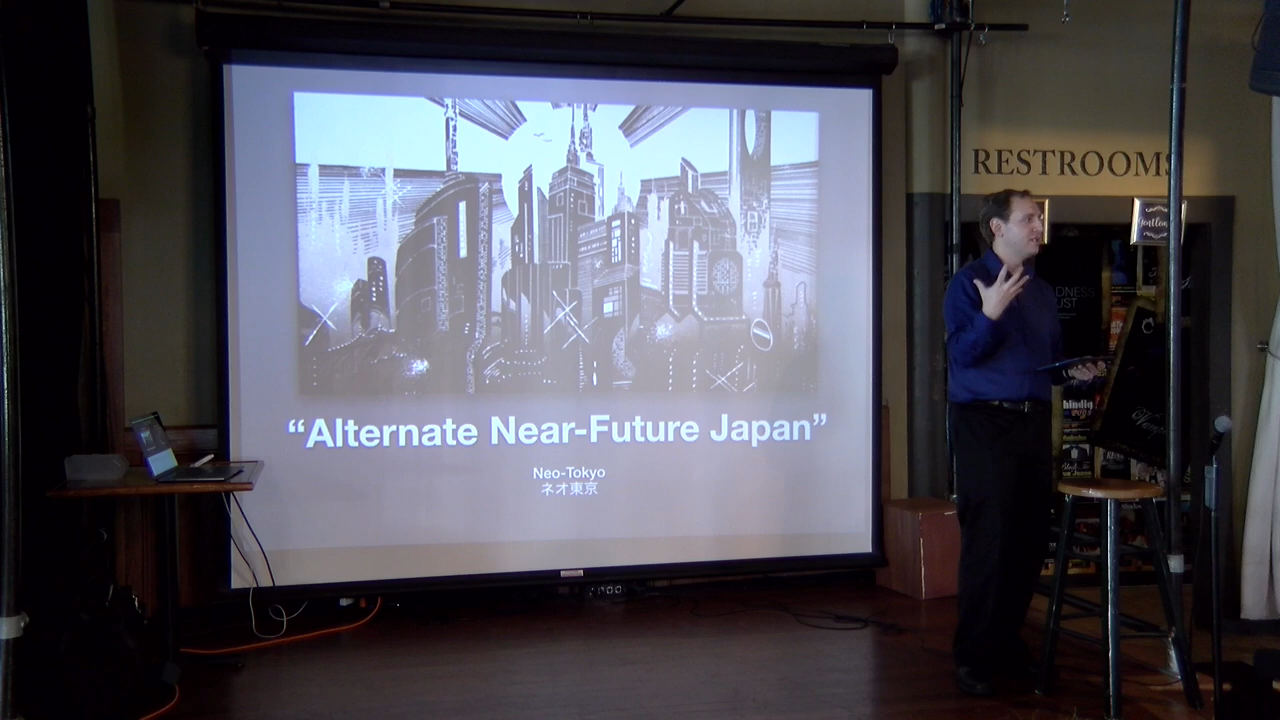 “Alternate Near-Future Japan”
Neo-Tokyo
ネオ東京
RESTROOMS